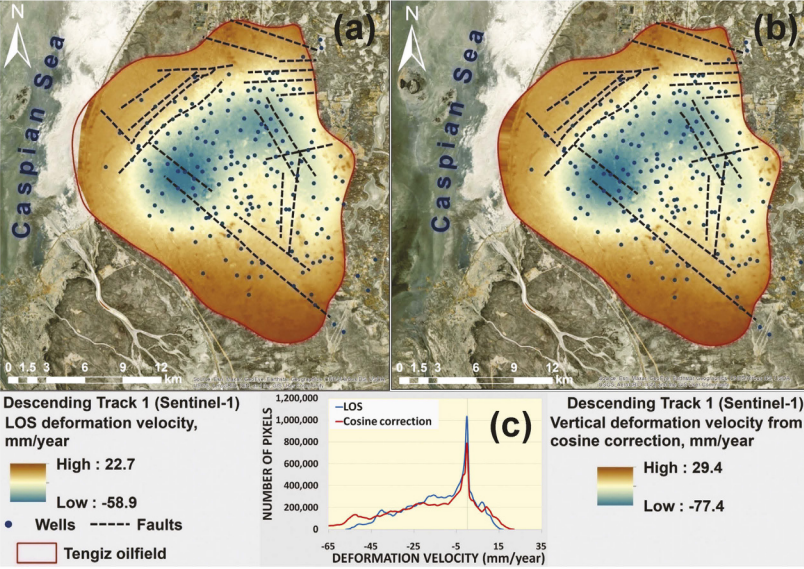 N
(a)
Caspian Sea
0 1.5 3 6 9 12
km
N
(b)
Caspian Sea
0 1.5 3 6 9 12
km
Descending Track 1 (Sentinel-1)
LOS deformation velocity,
mm/year
High : 22.7
Low : -58.9
Wells
Faults
Tengiz oilfield
(c)
LOS
Cosine correction
NUMBER OF PIXELS
1,200,000
1,000,000
800,000
600,000
400,000
200,000
0
-65 -45 -25 -5 15 35
DEFORMATION VELOCITY (mm/year)
Descending Track 1 (Sentinel-1)
Vertical deformation velocity from
cosine correction, mm/year
High : 29.4
Low : -77.4